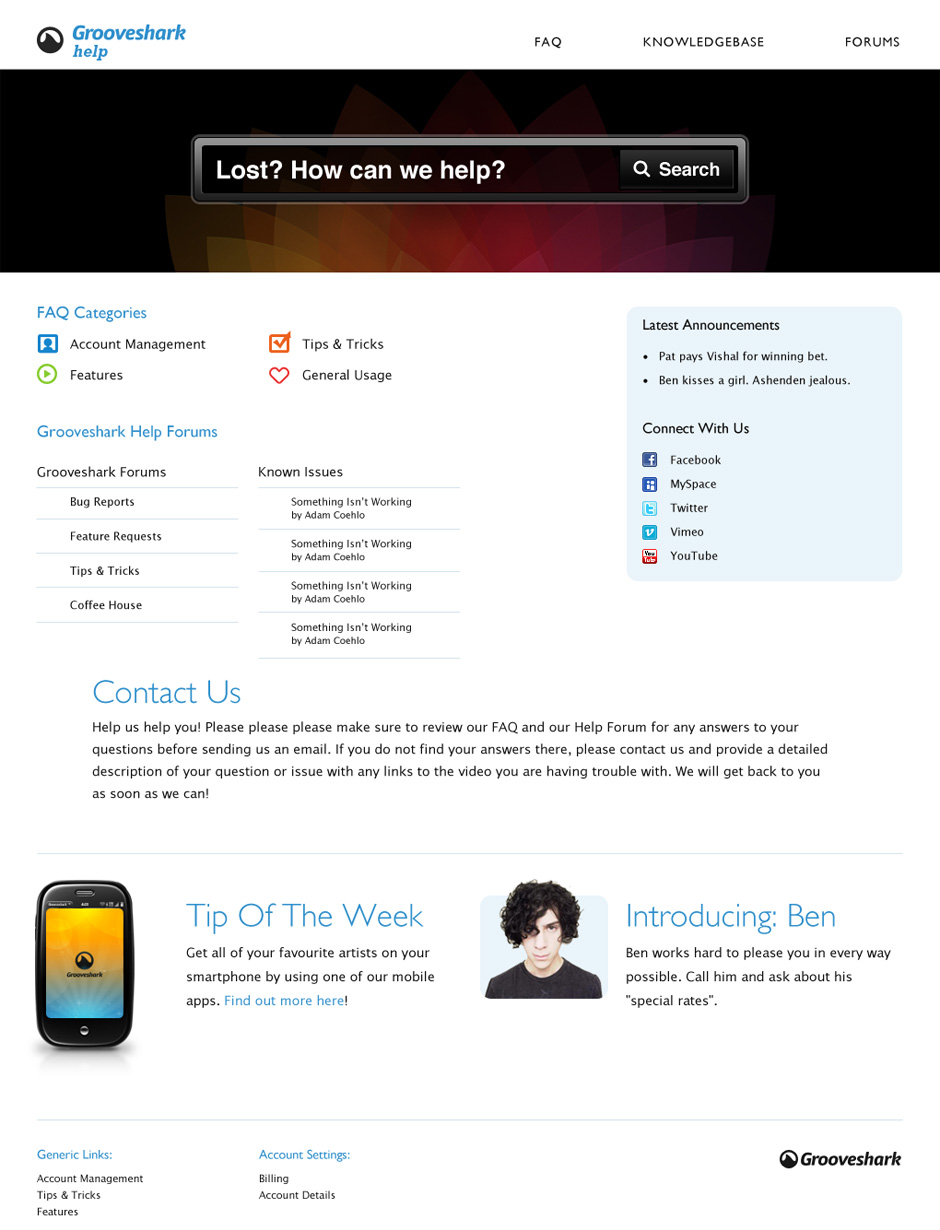 Grooveshark
help
FAQ
KNOWLEDGEBASE
FORUMS
Lost? How can we help?
Search
FAQ Categories
Account Management
Tips & Tricks
Features
General Usage
Grooveshark Help Forums
Grooveshark Forums
Bug Reports
Feature Requests
Tips & Tricks
Coffee House
Known Issues
Something Isn't Working
by Adam Coehlo
Something Isn't Working
by Adam Coehlo
Something Isn't Working
by Adam Coehlo
Something Isn't Working
by Adam Coehlo
Latest Announcements
• Pat pays Vishal for winning bet.
• Ben kisses a girl. Ashenden jealous.
Connect With Us
Facebook
MySpace
Twitter
Vimeo
You
Tube
YouTube
Contact Us
Help us help you! Please please please make sure to review our FAQ and our Help Forum for any answers to your
questions before sending us an email. If you do not find your answers there, please contact us and provide a detailed
description of your question or issue with any links to the video you are having trouble with. We will get back to you
as soon as we can!
Grooveshark
Tip Of The Week
Get all of your favourite artists on your
smartphone by using one of our mobile
apps. Find out more here!
Introducing: Ben
Ben works hard to please you in every way
possible. Call him and ask about his
"special rates".
Generic Links:
Account Management
Tips & Tricks
Features
Account Settings:
Billing
Account Details
Grooveshark